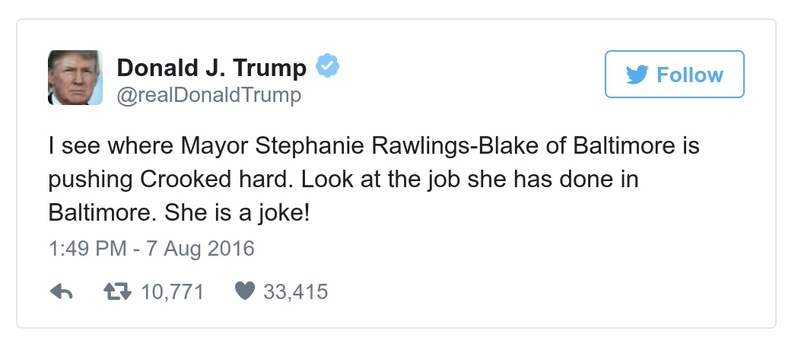 Donald J. Trump
@realDonaldTrump
Follow
I see where Mayor Stephanie Rawlings-Blake of Baltimore is
pushing Crooked hard. Look at the job she has done in
Baltimore. She is a joke!
1:49 PM - 7 Aug 2016
10,771 33,415